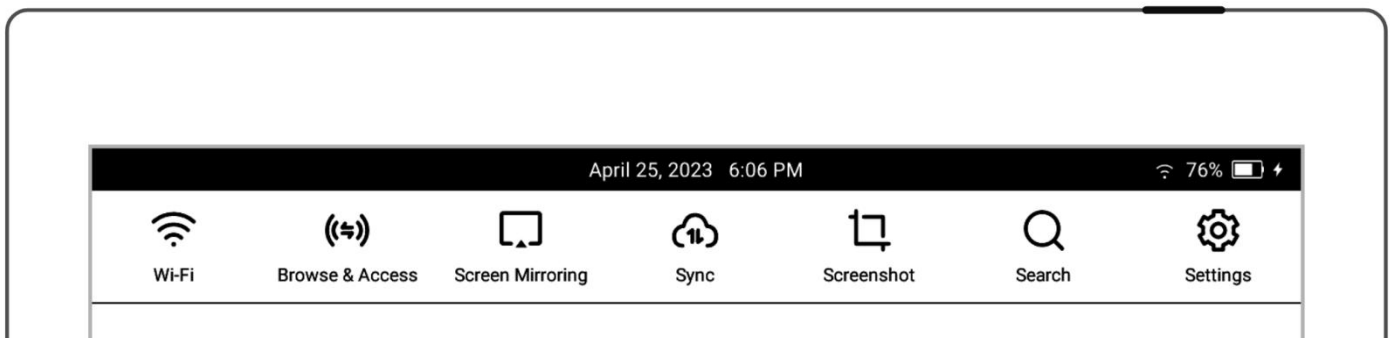 April 25, 2023 6:06 PM 76%
Wi-Fi Browse & Access Screen Mirroring Sync Screenshot Search Settings